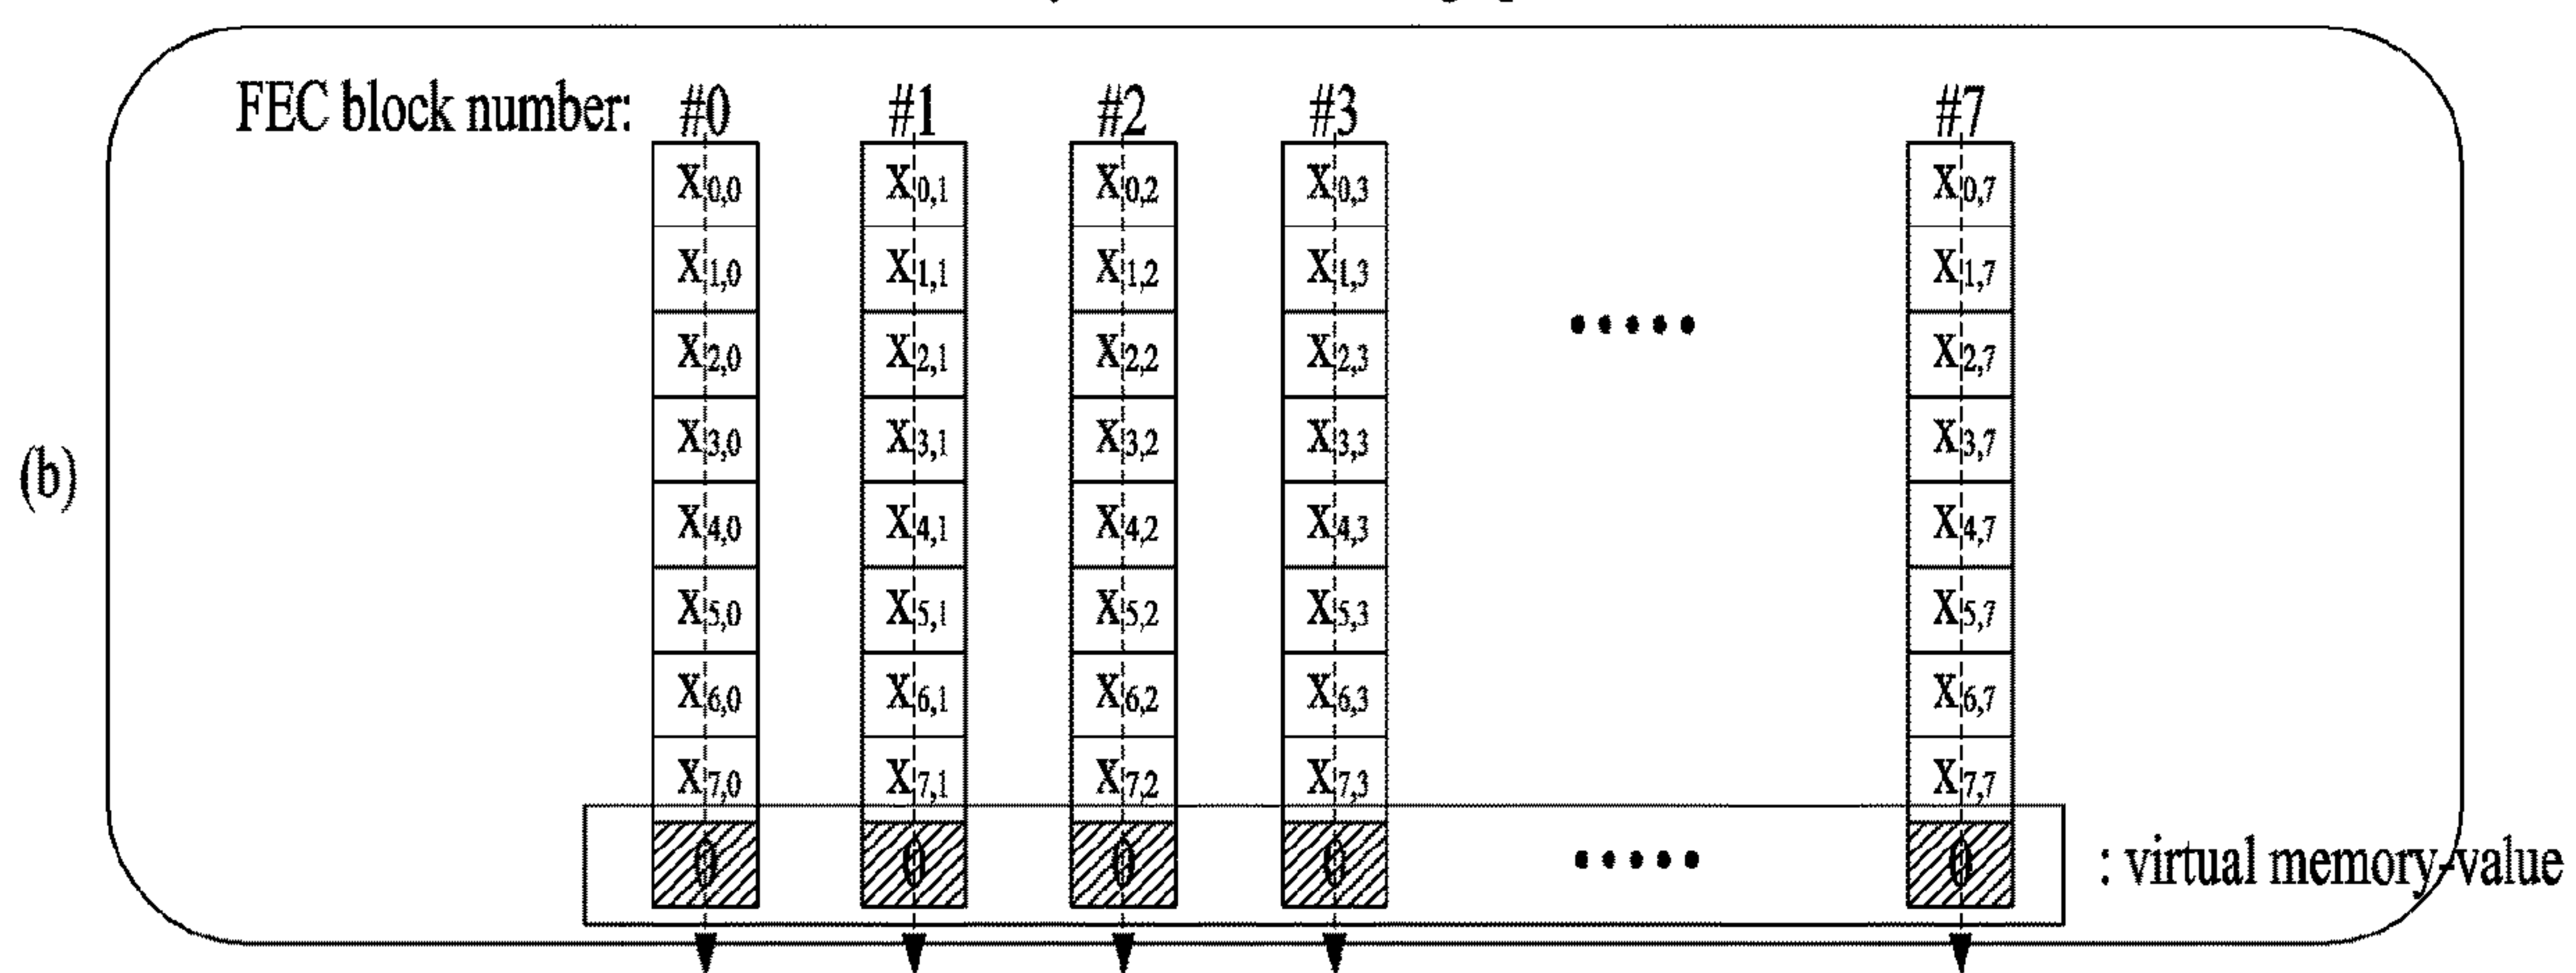 FEC block number: #0 #1 #2 #3 #7
X0,0 X0,1 X0,2 X0,3 X0,7
X1,0 X1,1 X1,2 X1,3 X1,7
•••••
X2,0 X2,1 X2,2 X2,3 X2,7
X3,0 X3,1 X3,2 X3,3 X3,7
(b)
X4,0 X4,1 X4,2 X4,3 X4,7
X5,0 X5,1 X5,2 X5,3 X5,7
X6,0 X6,1 X6,2 X6,3 X6,7
X7,0 X7,1 X7,2 X7,3 X7,7
0 0 0 0 ••••• 0 : virtual memory-value